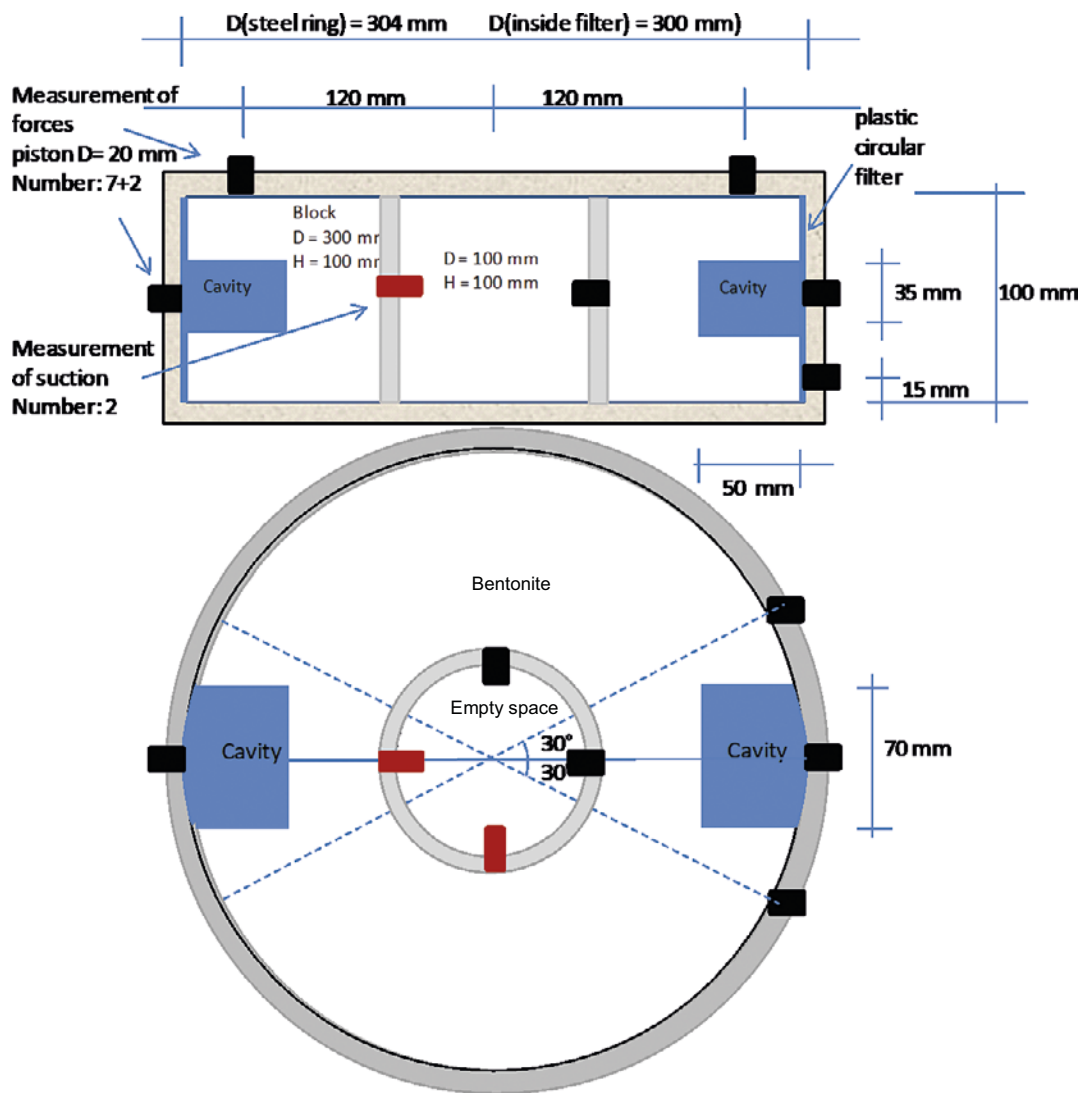 D(steel ring) = 304 mm D(inside filter) = 300 mm)
120 mm 120 mm
Measurement of
forces
piston D= 20 mm
Number: 7+2
plastic
circular
filter
Block
D = 300 mr
H = 100 mr
D = 100 mm
H = 100 mm
Cavity
Cavity
35 mm
100 mm
15 mm
Measurement
of suction
Number: 2
50 mm
Bentonite
Empty space
30°
30°
Cavity
Cavity
70 mm